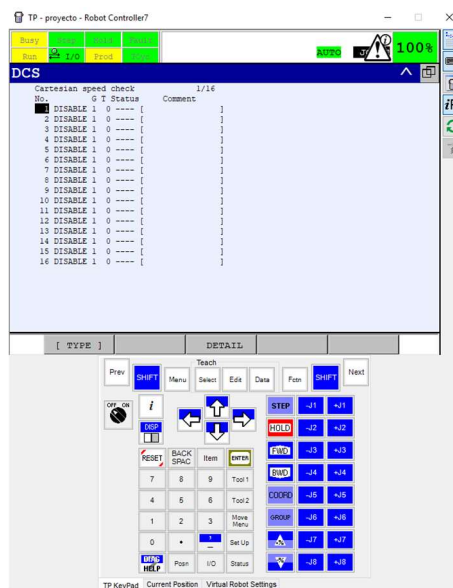 TP - proyecto - Robot Controller7
Busy Step Hold Fault
Run I/O Prod TCyc
AUTO 100%
DCS
Cartesian speed check 1/16
No. G T Status Comment
1 DISABLE 1 0 ---- [ ]
2 DISABLE 1 0 ---- [ ]
3 DISABLE 1 0 ---- [ ]
4 DISABLE 1 0 ---- [ ]
5 DISABLE 1 0 ---- [ ]
6 DISABLE 1 0 ---- [ ]
7 DISABLE 1 0 ---- [ ]
8 DISABLE 1 0 ---- [ ]
9 DISABLE 1 0 ---- [ ]
10 DISABLE 1 0 ---- [ ]
11 DISABLE 1 0 ---- [ ]
12 DISABLE 1 0 ---- [ ]
13 DISABLE 1 0 ---- [ ]
14 DISABLE 1 0 ---- [ ]
15 DISABLE 1 0 ---- [ ]
16 DISABLE 1 0 ---- [ ]
[ TYPE ] DETAIL
Teach
Prev SHIFT Menu Select Edit Data Fctn SHIFT Next
OFF ON i STEP -J1 +J1
DISP HOLD -J2 +J2
RESET BACK SPAC Item ENTER FWD -J3 +J3
7 8 9 Tool 1 BWD -J4 +J4
4 5 6 Tool 2 COORD -J5 +J5
1 2 3 Move Menu GROUP -J6 +J6
0 • Set Up -J7 +J7
DIAG HELP Posn I/O Status -J8 +J8
TP KeyPad Current Position Virtual Robot Settings